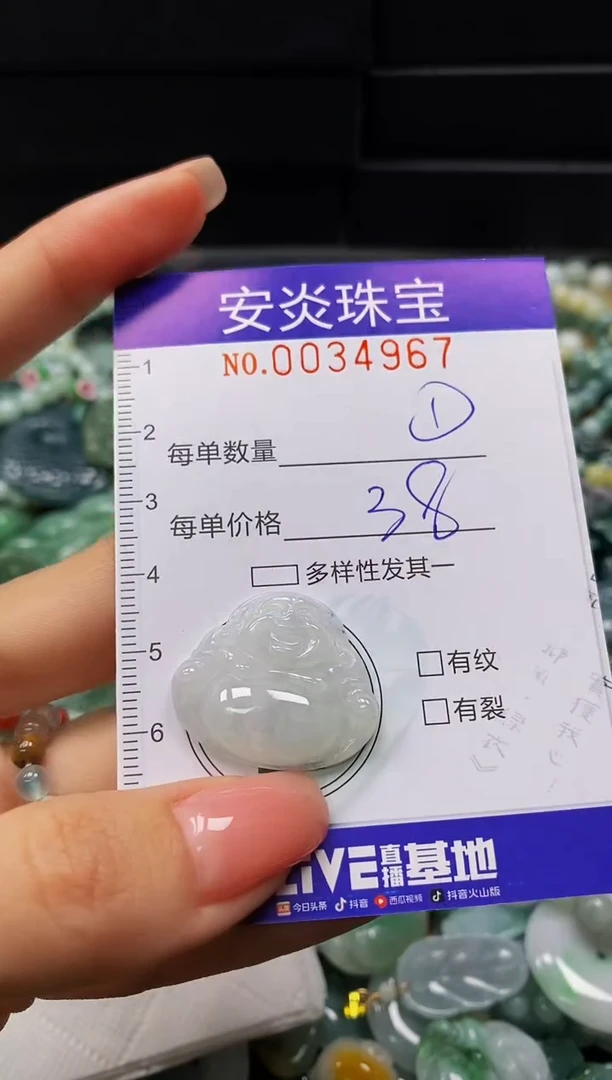 安炎珠宝
NO.0034967
1
2
3
4
5
6
每单数量 ①
每单价格 38
多样性发其一
有纹
有裂
LIVE直播基地
今日头条 抖音 西瓜视频 抖音火山版